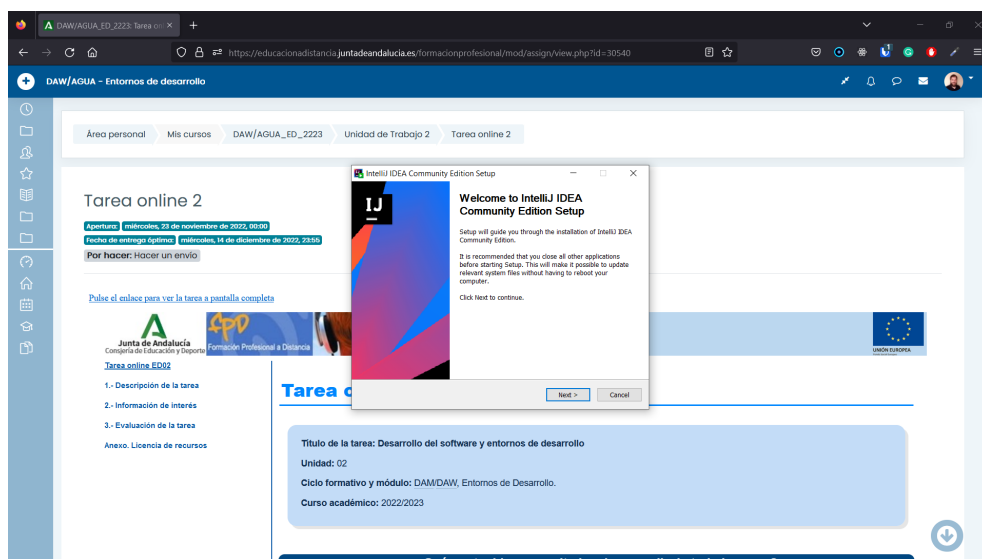 DAW/AGUA_ED_2223: Tarea onl
https://educacionadistancia.juntadeandalucia.es/formacionprofesional/mod/assign/view.php?id=30540
DAW/AGUA - Entornos de desarrollo
Área personal
Mis cursos
DAW/AGUA_ED_2223
Unidad de Trabajo 2
Tarea online 2
IntelliJ IDEA Community Edition Setup
IJ
Welcome to IntelliJ IDEA
Community Edition Setup
Setup will guide you through the installation of IntelliJ IDEA
Community Edition.
It is recommended that you close all other applications
before starting Setup. This will make it possible to update
relevant system files without having to reboot your
computer.
Click Next to continue.
Next >
Cancel
Tarea online 2
Apertura: miércoles, 23 de noviembre de 2022, 00:00
Fecha de entrega óptima: miércoles, 14 de diciembre de 2022, 23:55
Por hacer: Hacer un envío
Pulse el enlace para ver la tarea a pantalla completa
Junta de Andalucía
Consejería de Educación y Deporte
FPD
Formación Profesional a Distancia
UNIÓN EUROPEA
Tarea online ED02
1.- Descripción de la tarea
2.- Información de interés
3.- Evaluación de la tarea
Anexo. Licencia de recursos
Tarea o
Título de la tarea: Desarrollo del software y entornos de desarrollo
Unidad: 02
Ciclo formativo y módulo: DAM/DAW, Entornos de Desarrollo.
Curso académico: 2022/2023